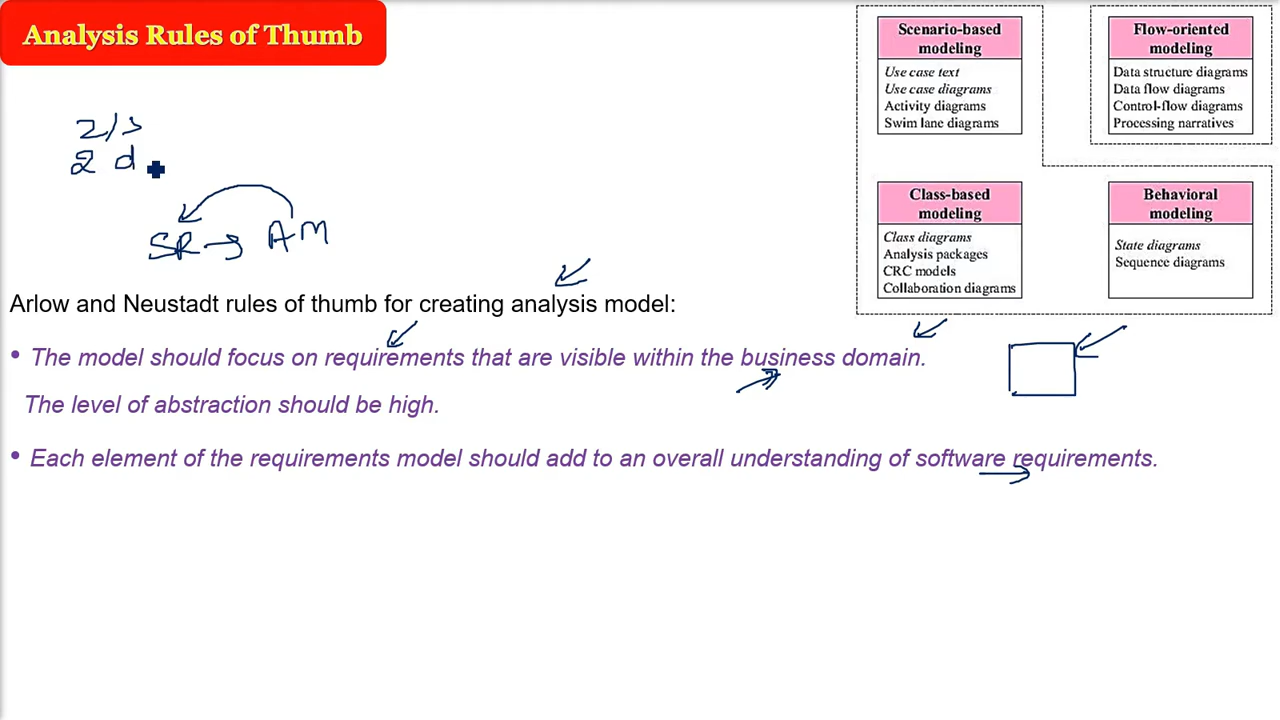 Analysis Rules of Thumb
Scenario-based
modeling
Use case text
Use case diagrams
Activity diagrams
Swim lane diagrams
Flow-oriented
modeling
Data structure diagrams
Data flow diagrams
Control-flow diagrams
Processing narratives
Class-based
modeling
Class diagrams
Analysis packages
CRC models
Collaboration diagrams
Behavioral
modeling
State diagrams
Sequence diagrams
2 d
SR → AM
Arlow and Neustadt rules of thumb for creating analysis model:
• The model should focus on requirements that are visible within the business domain.
The level of abstraction should be high.
• Each element of the requirements model should add to an overall understanding of software requirements.